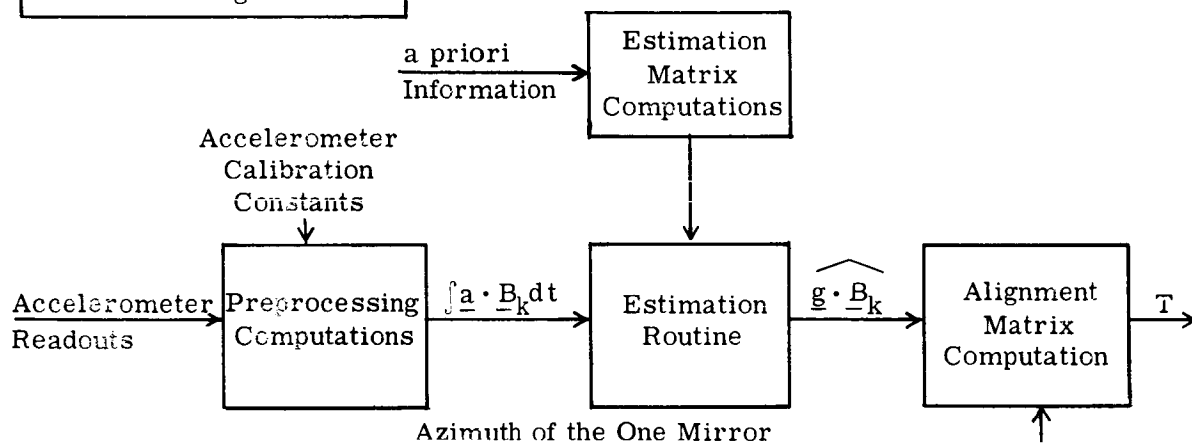 Estimation
Matrix
Computations
a priori
Information
Accelerometer
Calibration
Constants
Accelerometer
Readouts
Preprocessing
Computations
∫a · B_k dt
Estimation
Routine
\widehat{g · B_k}
Alignment
Matrix
Computation
T
Azimuth of the One Mirror